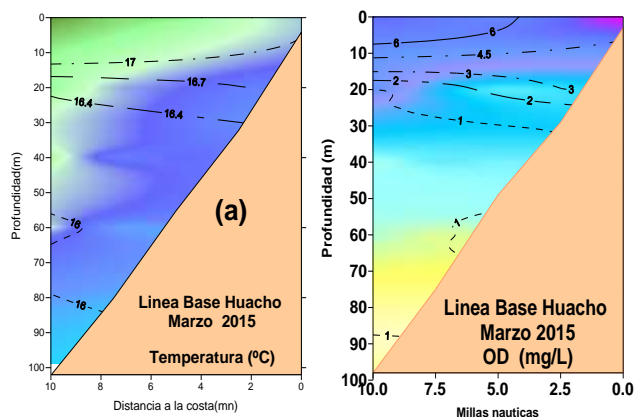 0
10
20
30
40
50
60
70
80
90
100
Profundidad(m)
17
16.7
16.4
16.4
16
16
(a)
Linea Base Huacho
Marzo 2015
Temperatura (ºC)
10 8 6 4 2 0
Distancia a la costa(mn)
0
10
20
30
40
50
60
70
80
90
100
Profundidad (m)
6
6
4.5
3
3
2
2
1
1
1
Linea Base Huacho
Marzo 2015
OD (mg/L)
10.0 7.5 5.0 2.5 0.0
Millas nauticas